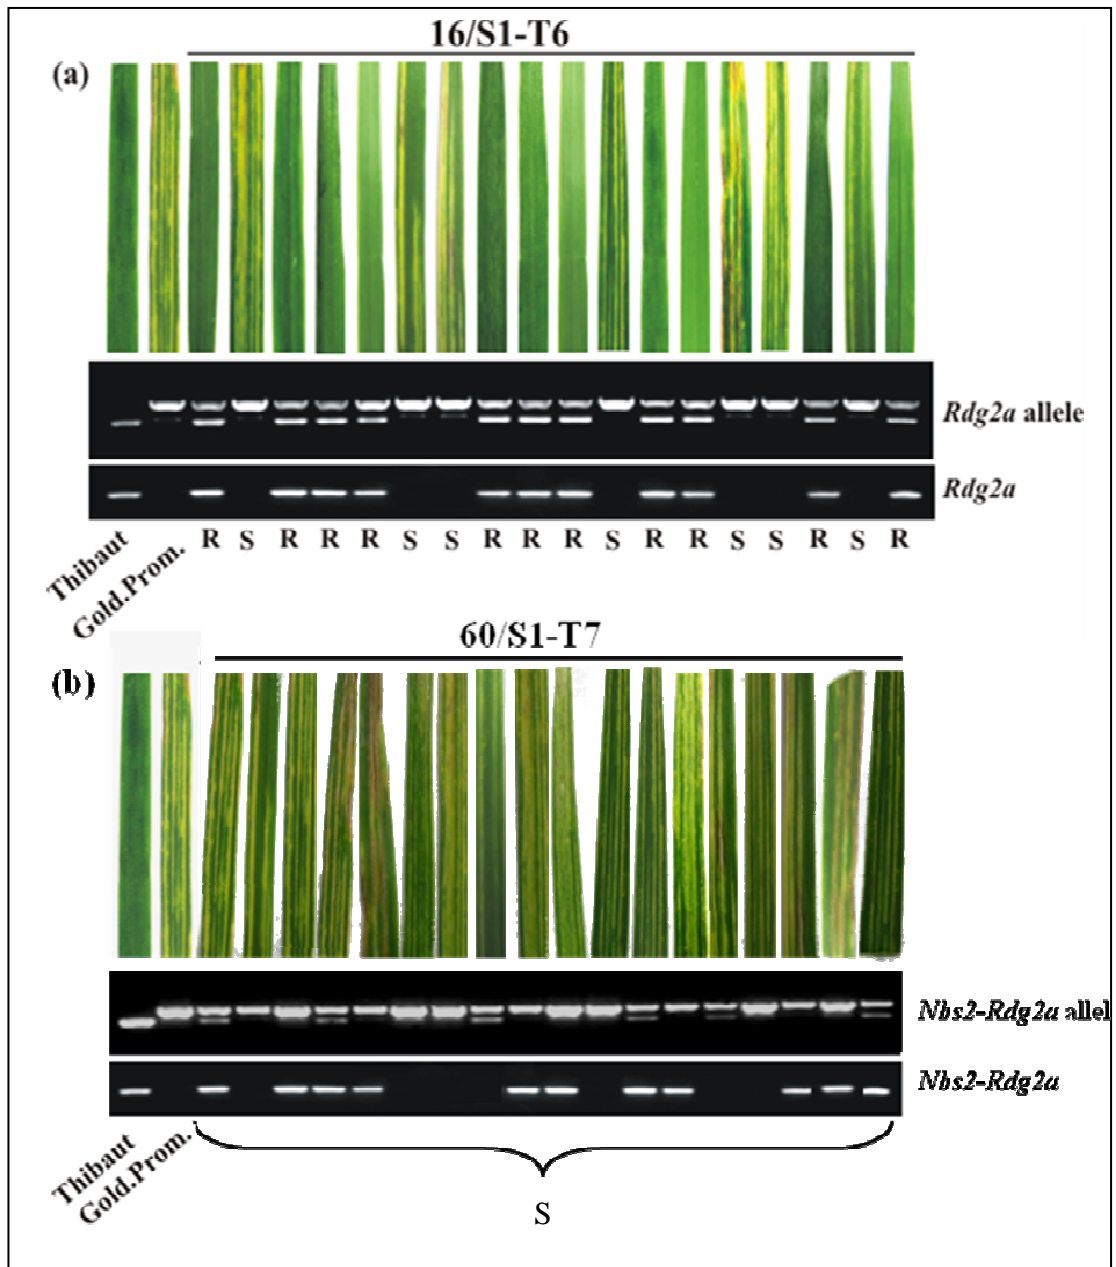 16/S1-T6
(a)
Rdg2a allele
Rdg2a
Thibaut
Gold.Prom.
R S R R R S S R R R S R R S S R S R
60/S1-T7
(b)
Nbs2-Rdg2a allel
Nbs2-Rdg2a
Thibaut
Gold.Prom.
S